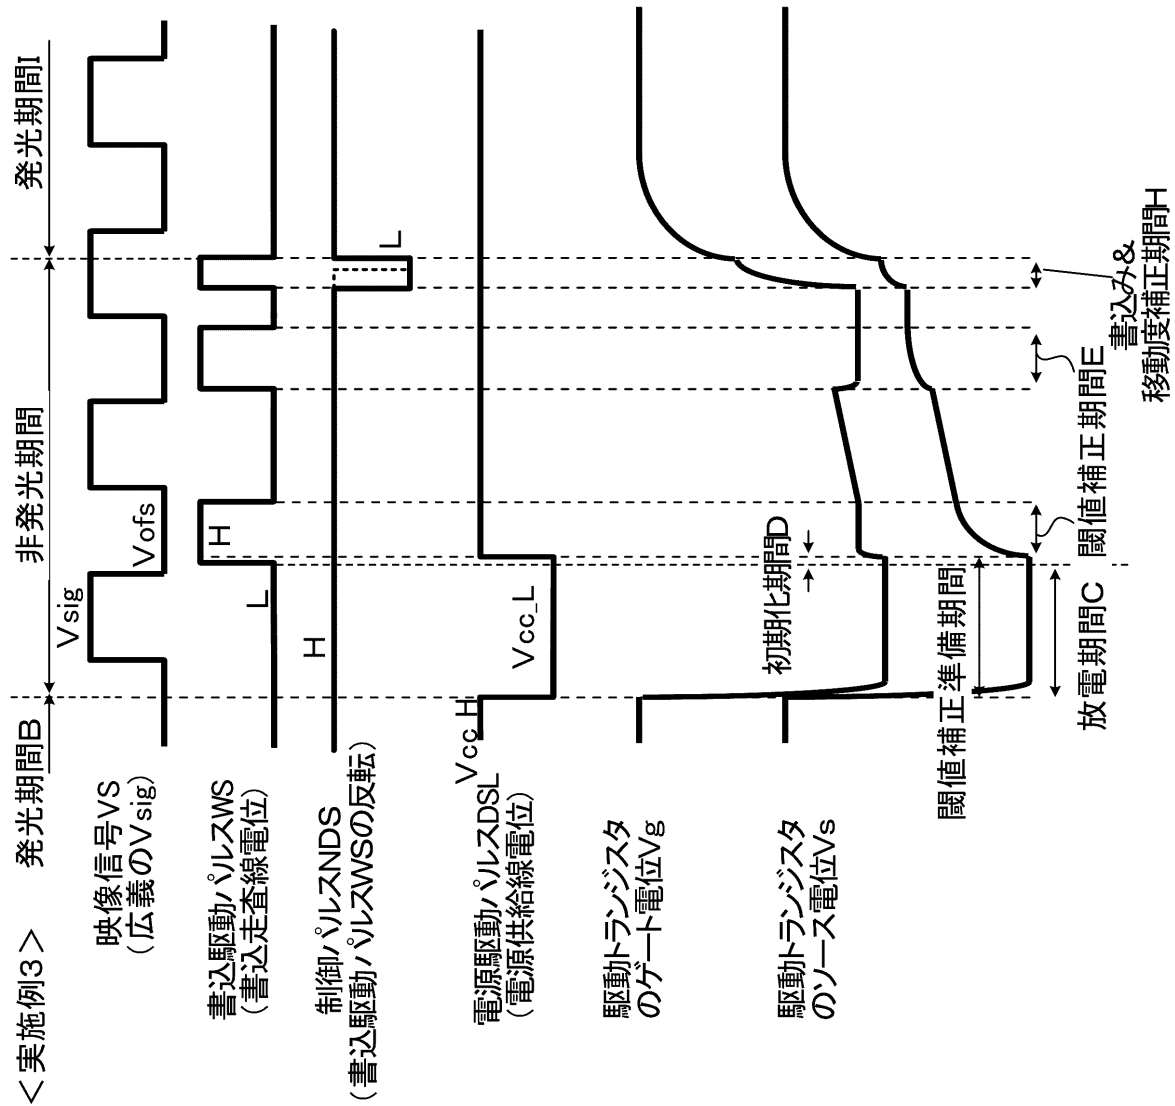 <実施例3>
発光期間B
非発光期間
発光期間I
映像信号VS
(広義のVsig)
Vsig
Vofs
書込駆動パルスWS
(書込走査線電位)
L
H
制御パルスNDS
(書込駆動パルスWSの反転)
H
L
電源駆動パルスDSL
(電源供給線電位)
Vcc_H
Vcc_L
駆動トランジスタ
のゲート電位Vg
初期化期間D
駆動トランジスタ
のソース電位Vs
閾値補正準備期間
放電期間C
閾値補正期間E
書込み&
移動度補正期間H